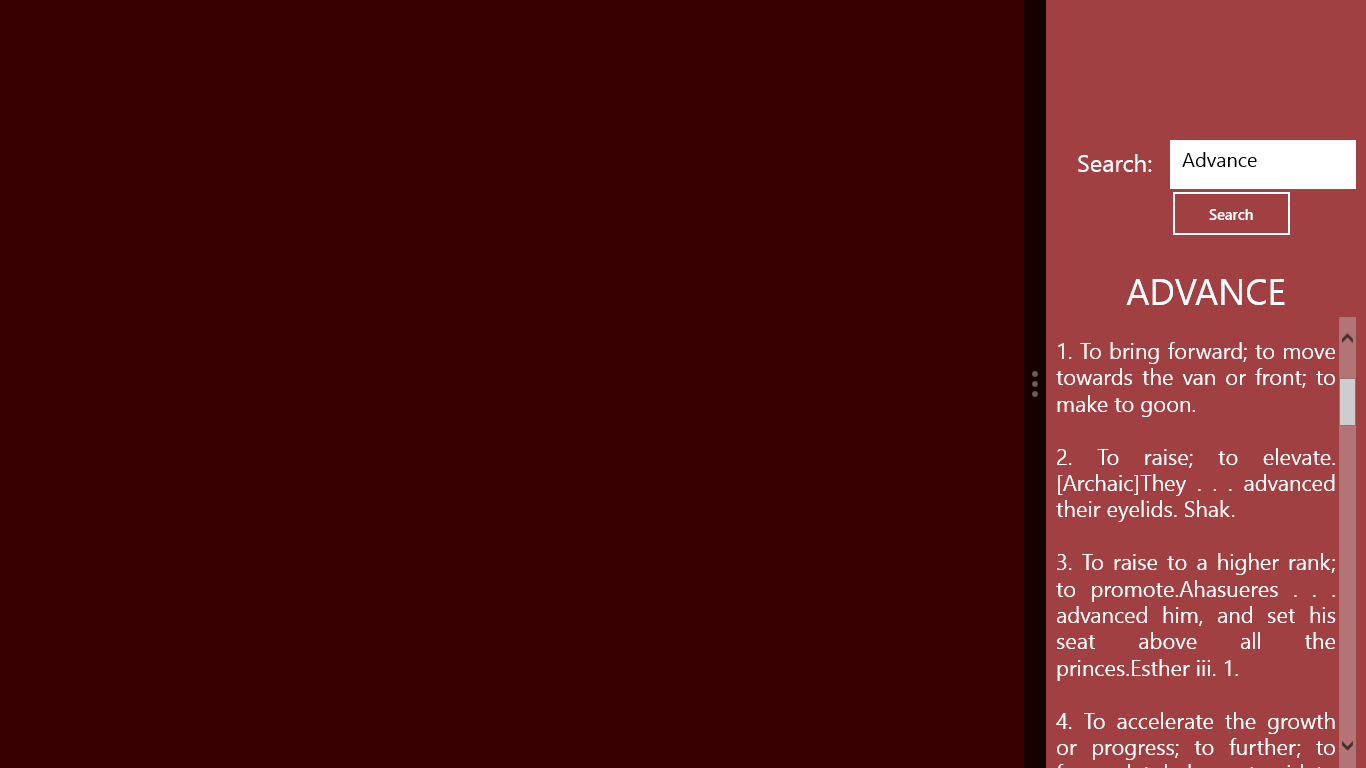 Search:
Advance
Search
ADVANCE
1. To bring forward; to move
towards the van or front; to
make to goon.
2. To raise; to elevate.
[Archaic]They . . . advanced
their eyelids. Shak.
3. To raise to a higher rank;
to promote.Ahasueres . . .
advanced him, and set his
seat above all the
princes.Esther iii. 1.
4. To accelerate the growth
or progress; to further; to